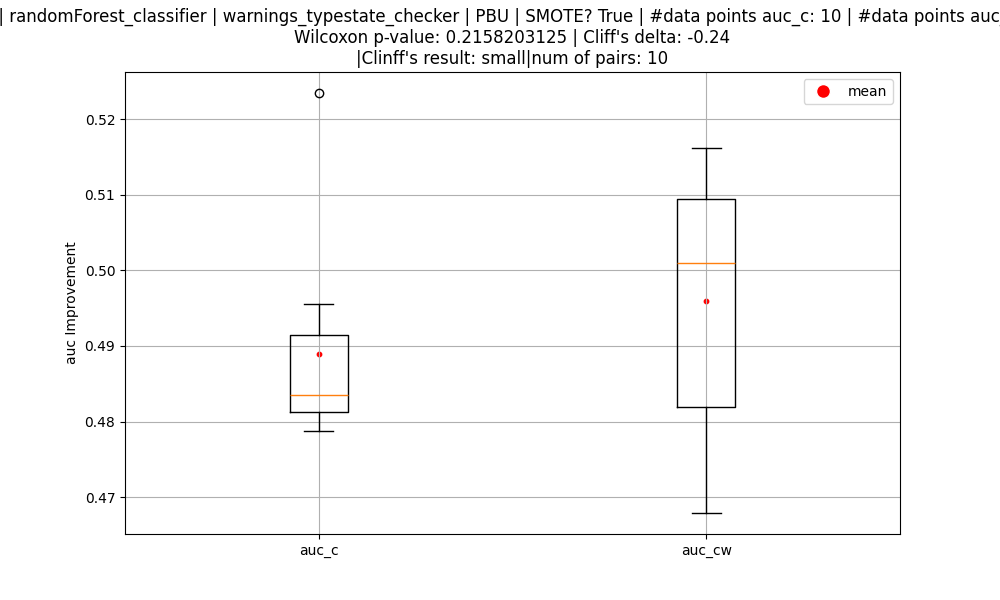 | randomForest_classifier | warnings_typestate_checker | PBU | SMOTE? True | #data points auc_c: 10 | #data points auc_
Wilcoxon p-value: 0.2158203125 | Cliff's delta: -0.24
|Clinff's result: small|num of pairs: 10
mean
0.52
0.51
0.50
0.49
0.48
0.47
auc Improvement
auc_c
auc_cw